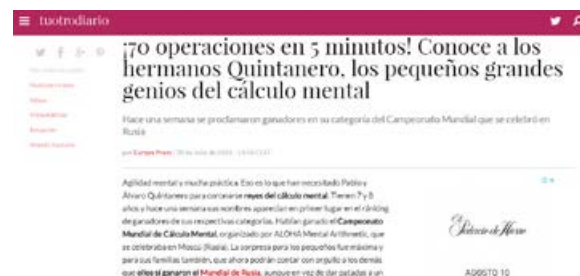 tuotrodiario
¡70 operaciones en 5 minutos! Conoce a los
hermanos Quintanero, los pequeños grandes
genios del cálculo mental
Hace una semana se proclamaron ganadores en su categoría del Campeonato Mundial que se celebró en
Rusia
por Europa Press
Agilidad mental y mucha práctica. Eso es lo que han necesitado Pablo y
Álvaro Quintanero para coronarse reyes del cálculo mental. Tienen 7 y 8
años y hace una semana sus nombres aparecían en primer lugar en el ránking
de ganadores de sus respectivas categorías. Habían ganado el Campeonato
Mundial de Cálculo Mental, organizado por ALOHA Mental Arithmetic, que
se celebraba en Moscú (Rusia). La sorpresa para los pequeños fue máxima y
para sus familias también, que ahora podrán contar con orgullo a los demás
que ellos sí ganaron el Mundial de Rusia, aunque en vez de dar patadas a un
AGOSTO 10